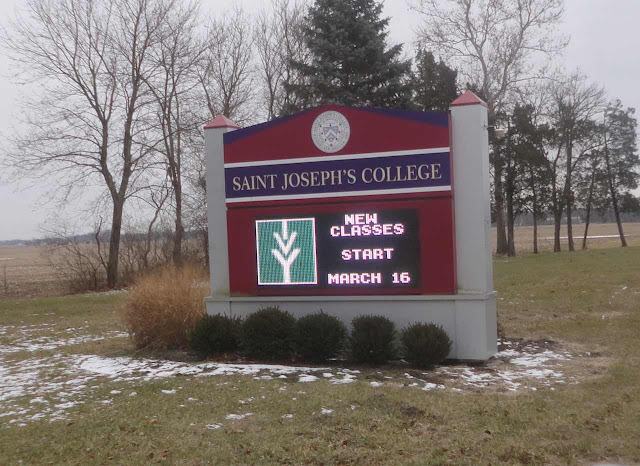 SAINT JOSEPH'S COLLEGE
NEW
CLASSES
START
MARCH 16